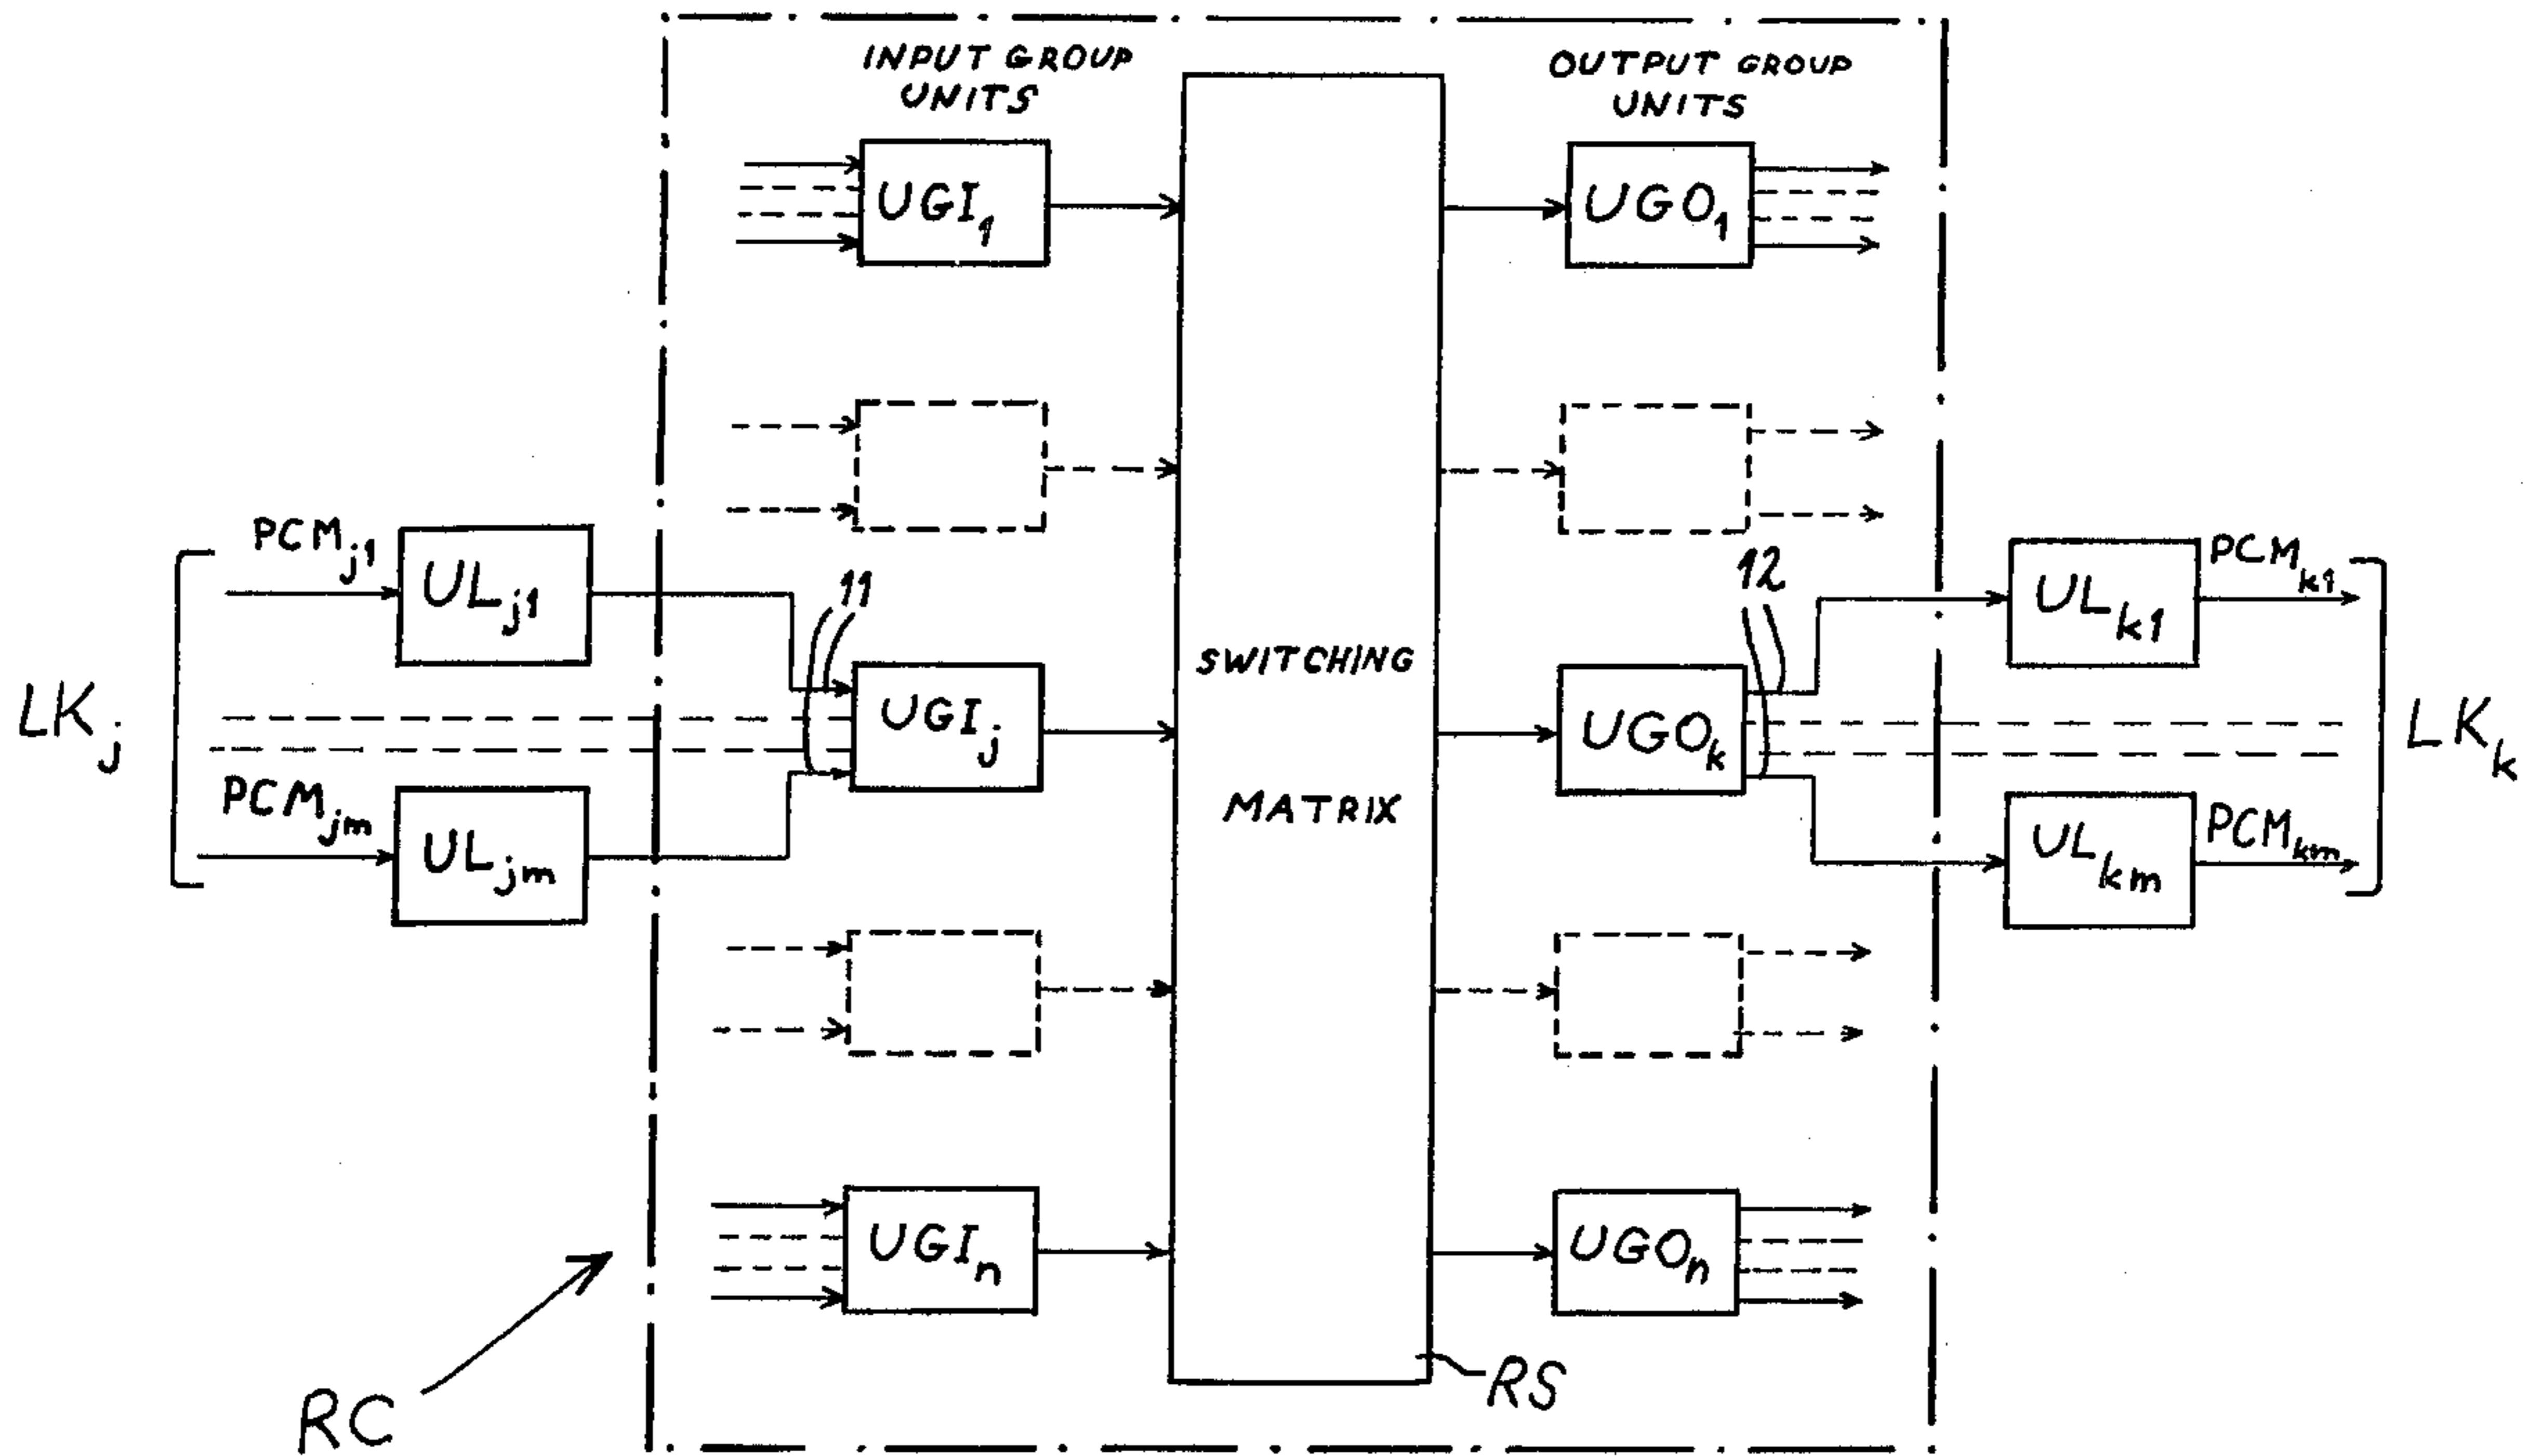 INPUT GROUP
UNITS
OUTPUT GROUP
UNITS
UGI1
UGO1
PCMj1
ULj1
11
12
ULk1
PCMk1
LKj
UGIj
SWITCHING
MATRIX
UGOk
LKk
PCMjm
ULjm
ULkm
PCMkm
UGIn
UGOn
RC
RS